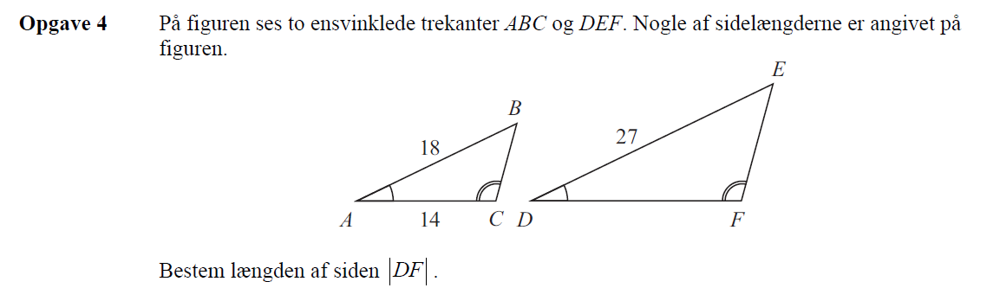 Opgave 4 På figuren ses to ensvinklede trekanter ABC og DEF. Nogle af sidelængderne er angivet på
figuren.
E
B
27
18
A 14 C D F
Bestem længden af siden |DF| .